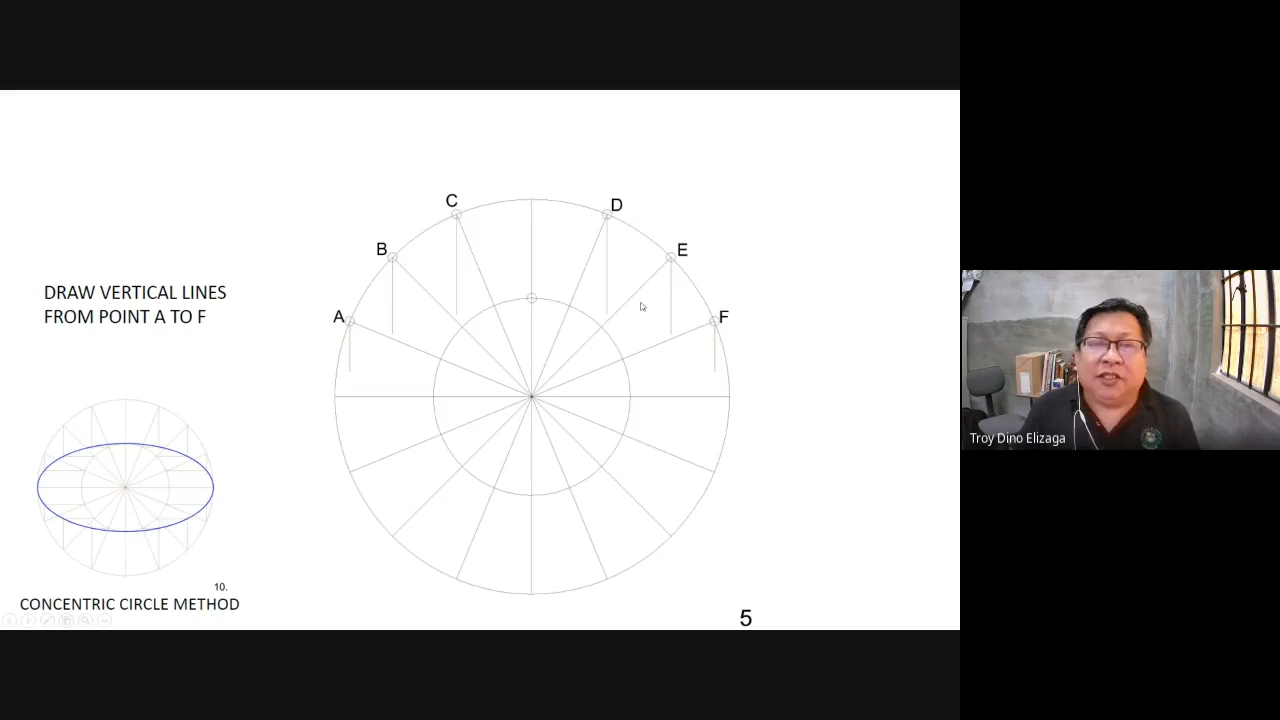 C
D
B
E
DRAW VERTICAL LINES
FROM POINT A TO F
A
F
Troy Dino Elizaga
10.
CONCENTRIC CIRCLE METHOD
5